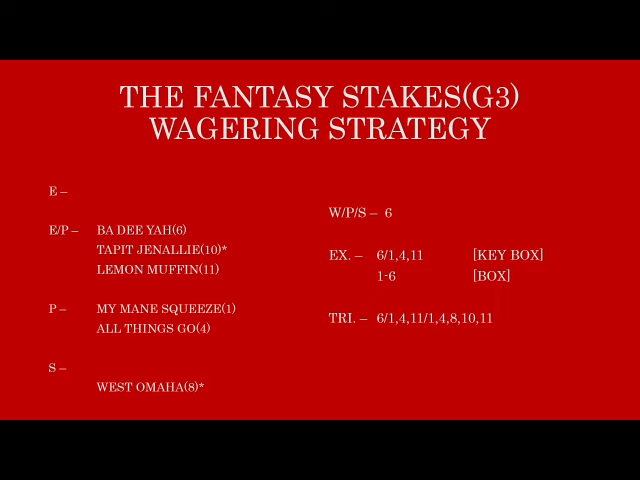 THE FANTASY STAKES(G3)
WAGERING STRATEGY
E –
E/P – BA DEE YAH(6)
TAPIT JENALLIE(10)*
LEMON MUFFIN(11)
P – MY MANE SQUEEZE(1)
ALL THINGS GO(4)
S –
WEST OMAHA(8)*
W/P/S – 6
EX. – 6/1,4,11 [KEY BOX]
1-6 [BOX]
TRI. – 6/1,4,11/1,4,8,10,11